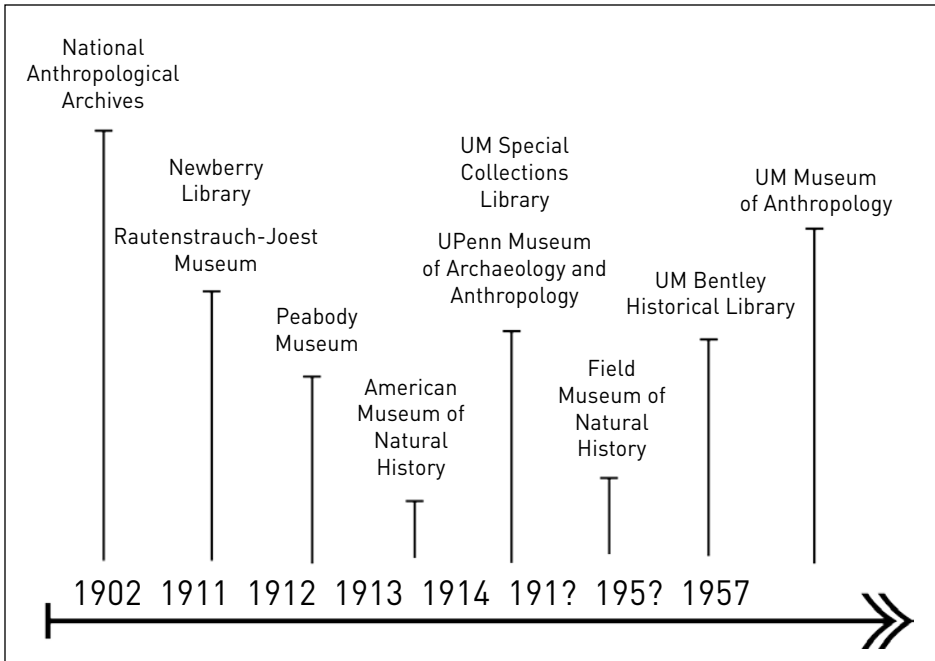 National
Anthropological
Archives
Newberry
Library
Rautenstrauch-Joest
Museum
Peabody
Museum
American
Museum of
Natural
History
UM Special
Collections
Library
UPenn Museum
of Archaeology and
Anthropology
Field
Museum of
Natural
History
UM Bentley
Historical Library
UM Museum
of Anthropology
1902 1911 1912 1913 1914 191? 195? 1957